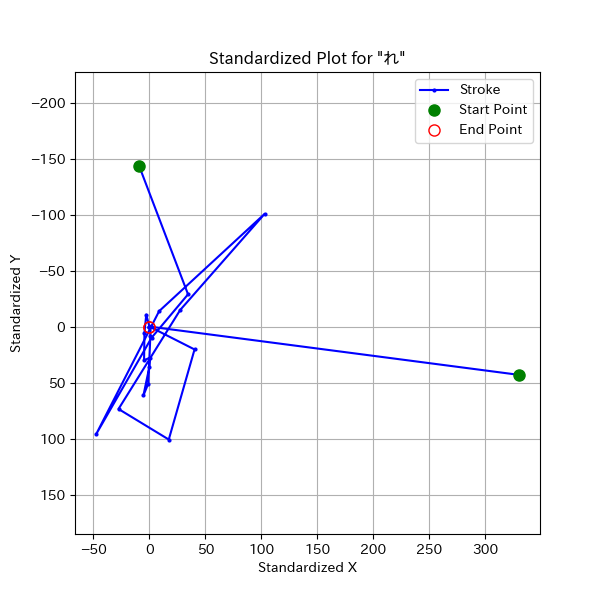 Standardized Plot for "れ"
Stroke
Start Point
End Point
−200
−150
−100
−50
0
50
100
150
Standardized Y
−50
0
50
100
150
200
250
300
Standardized X